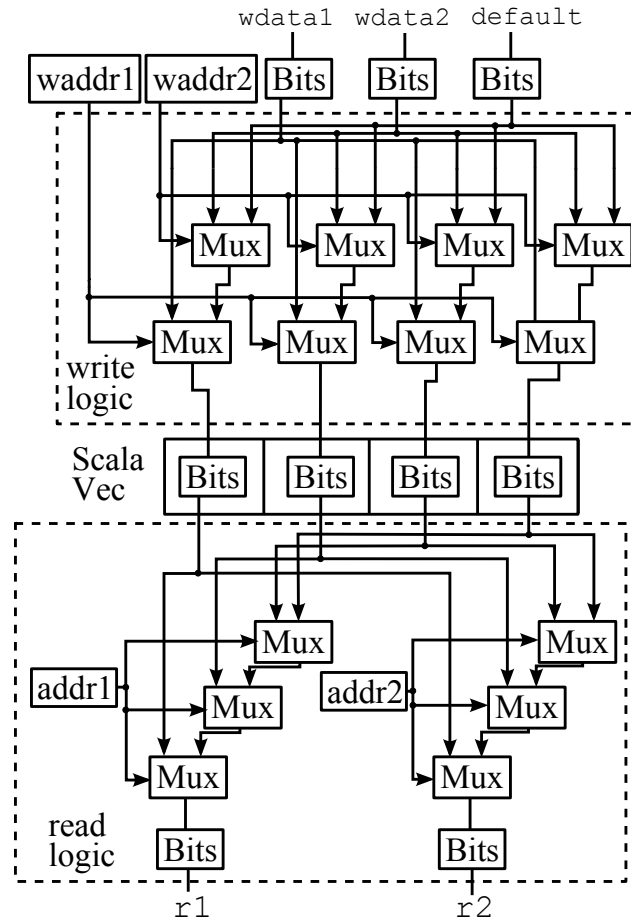 wdata1 wdata2 default
waddr1 waddr2 Bits Bits Bits
Mux Mux Mux Mux
Mux Mux Mux Mux
write
logic
Scala
Vec
Bits Bits Bits Bits
Mux Mux
addr1 Mux addr2 Mux
Mux Mux
read
logic
Bits Bits
r1 r2